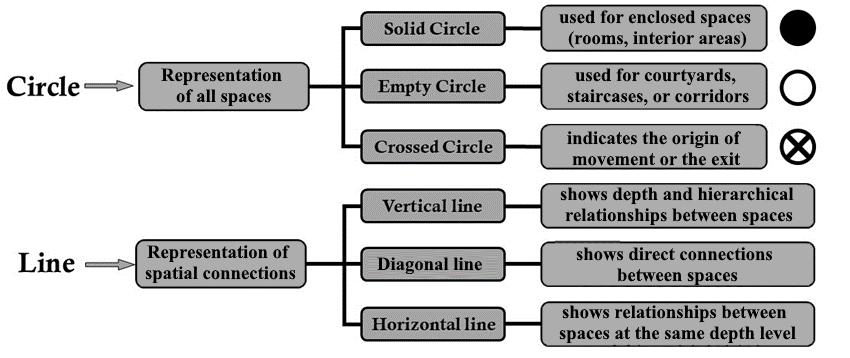 Circle
Representation
of all spaces
Solid Circle
used for enclosed spaces
(rooms, interior areas)
Empty Circle
used for courtyards,
staircases, or corridors
Crossed Circle
indicates the origin of
movement or the exit
Line
Representation of
spatial connections
Vertical line
shows depth and hierarchical
relationships between spaces
Diagonal line
shows direct connections
between spaces
Horizontal line
shows relationships between
spaces at the same depth level